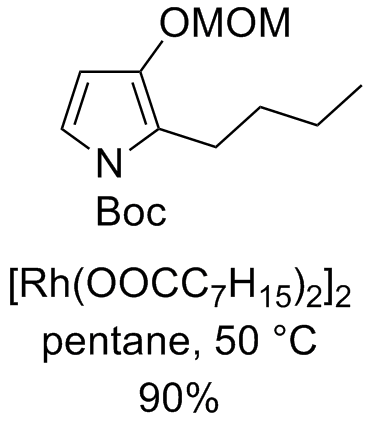 OMOM
N
Boc
[Rh(OOCC₇H₁₅)₂]₂
pentane, 50 °C
90%